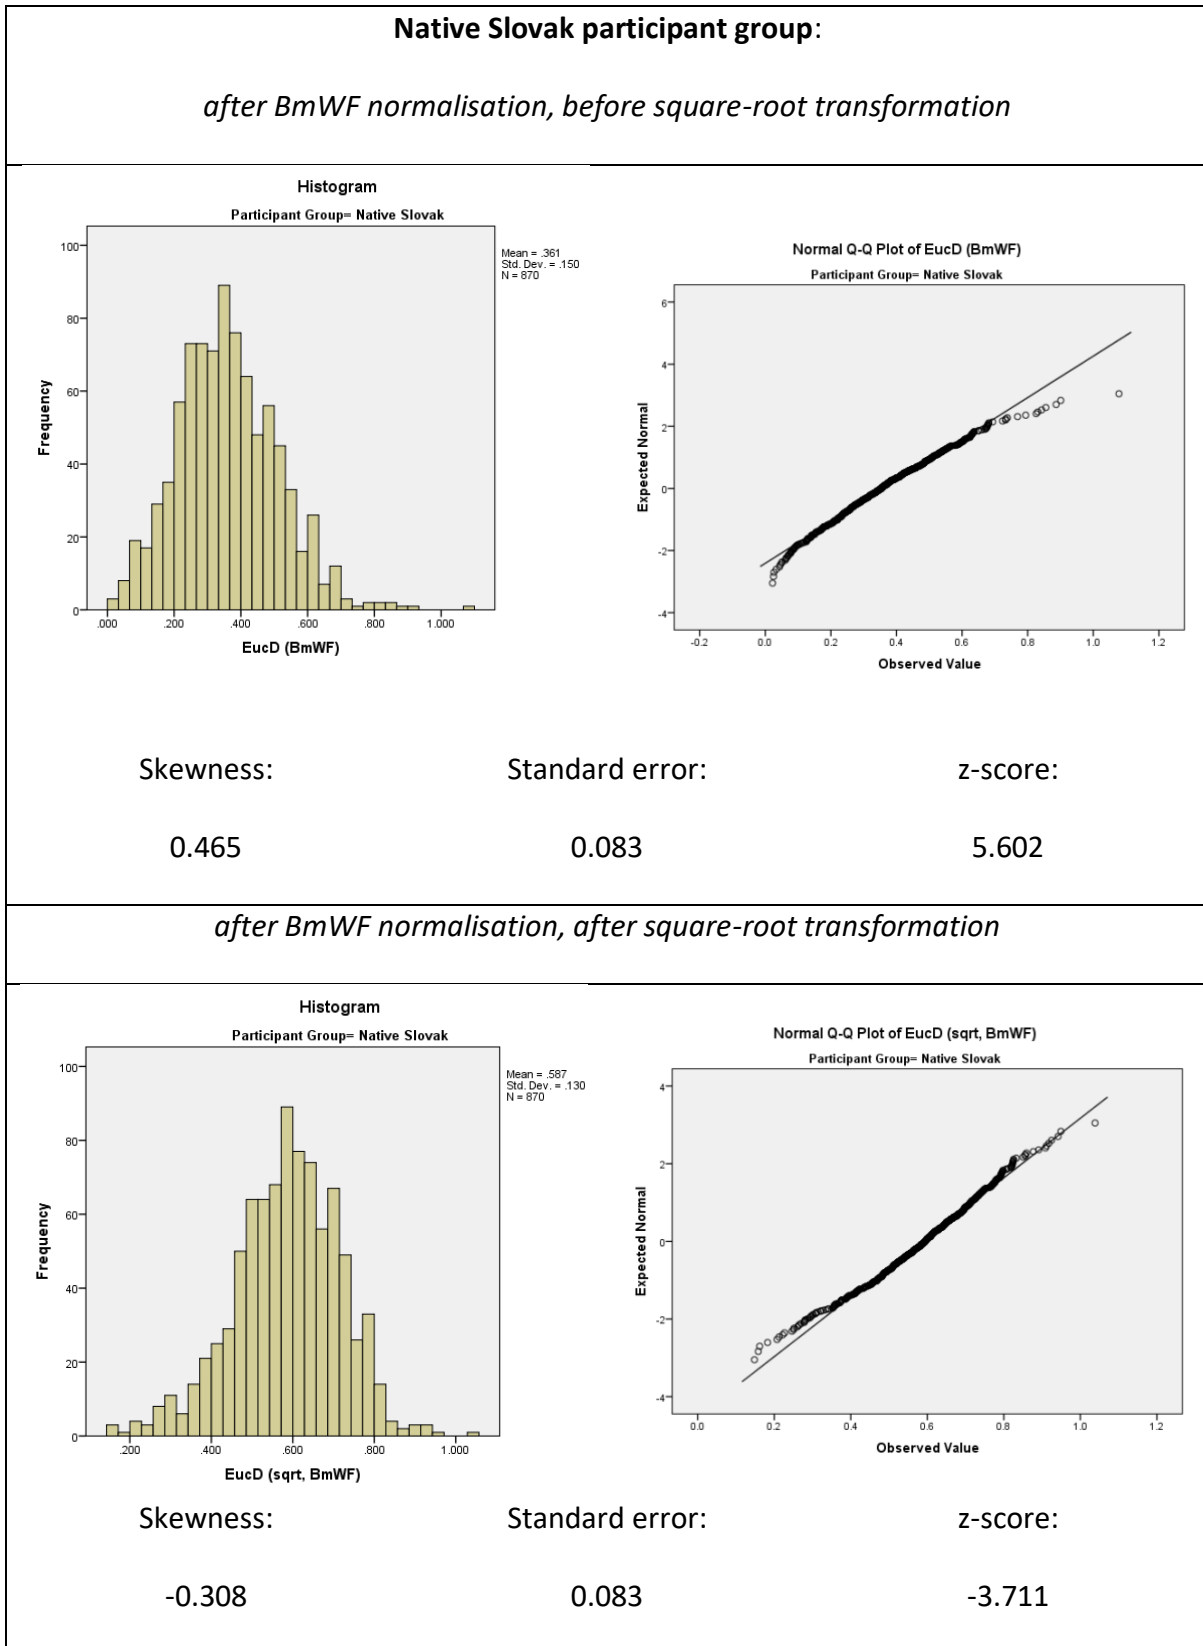 Native Slovak participant group:
after BmWF normalisation, before square-root transformation
Histogram
Participant Group= Native Slovak
Mean = .361
Std. Dev. = .150
N = 870
100
80
60
40
20
0
Frequency
.000 .200 .400 .600 .800 1.000
EucD (BmWF)
Normal Q-Q Plot of EucD (BmWF)
Participant Group= Native Slovak
6
4
2
0
-2
-4
Expected Normal
-0.2 0.0 0.2 0.4 0.6 0.8 1.0 1.2
Observed Value
Skewness: Standard error: z-score:
0.465 0.083 5.602
after BmWF normalisation, after square-root transformation
Histogram
Participant Group= Native Slovak
Mean = .587
Std. Dev. = .130
N = 870
100
80
60
40
20
0
Frequency
.200 .400 .600 .800 1.000
EucD (sqrt, BmWF)
Normal Q-Q Plot of EucD (sqrt, BmWF)
Participant Group= Native Slovak
4
2
0
-2
-4
Expected Normal
0.0 0.2 0.4 0.6 0.8 1.0 1.2
Observed Value
Skewness: Standard error: z-score:
-0.308 0.083 -3.711